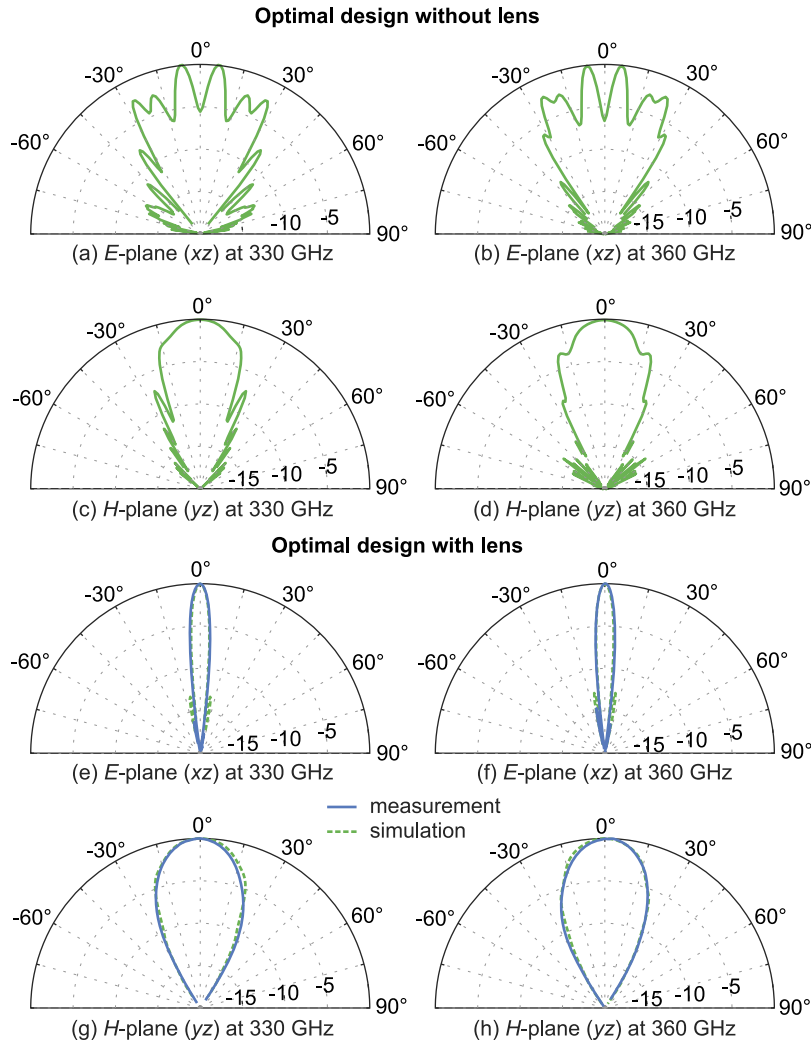 Optimal design without lens
0° 0°
-30° 30° -30° 30°
-60° 60° -60° 60°
-10 -5 90° -15 -10 -5 90°
(a) E-plane (xz) at 330 GHz (b) E-plane (xz) at 360 GHz
0° 0°
-30° 30° -30° 30°
-60° 60° -60° 60°
-15 -10 -5 90° -15 -10 -5 90°
(c) H-plane (yz) at 330 GHz (d) H-plane (yz) at 360 GHz
Optimal design with lens
0° 0°
-30° 30° -30° 30°
-60° 60° -60° 60°
-15 -10 -5 90° -15 -10 -5 90°
(e) E-plane (xz) at 330 GHz (f) E-plane (xz) at 360 GHz
measurement
simulation
0° 0°
-30° 30° -30° 30°
-60° 60° -60° 60°
-15 -10 -5 90° -15 -10 -5 90°
(g) H-plane (yz) at 330 GHz (h) H-plane (yz) at 360 GHz